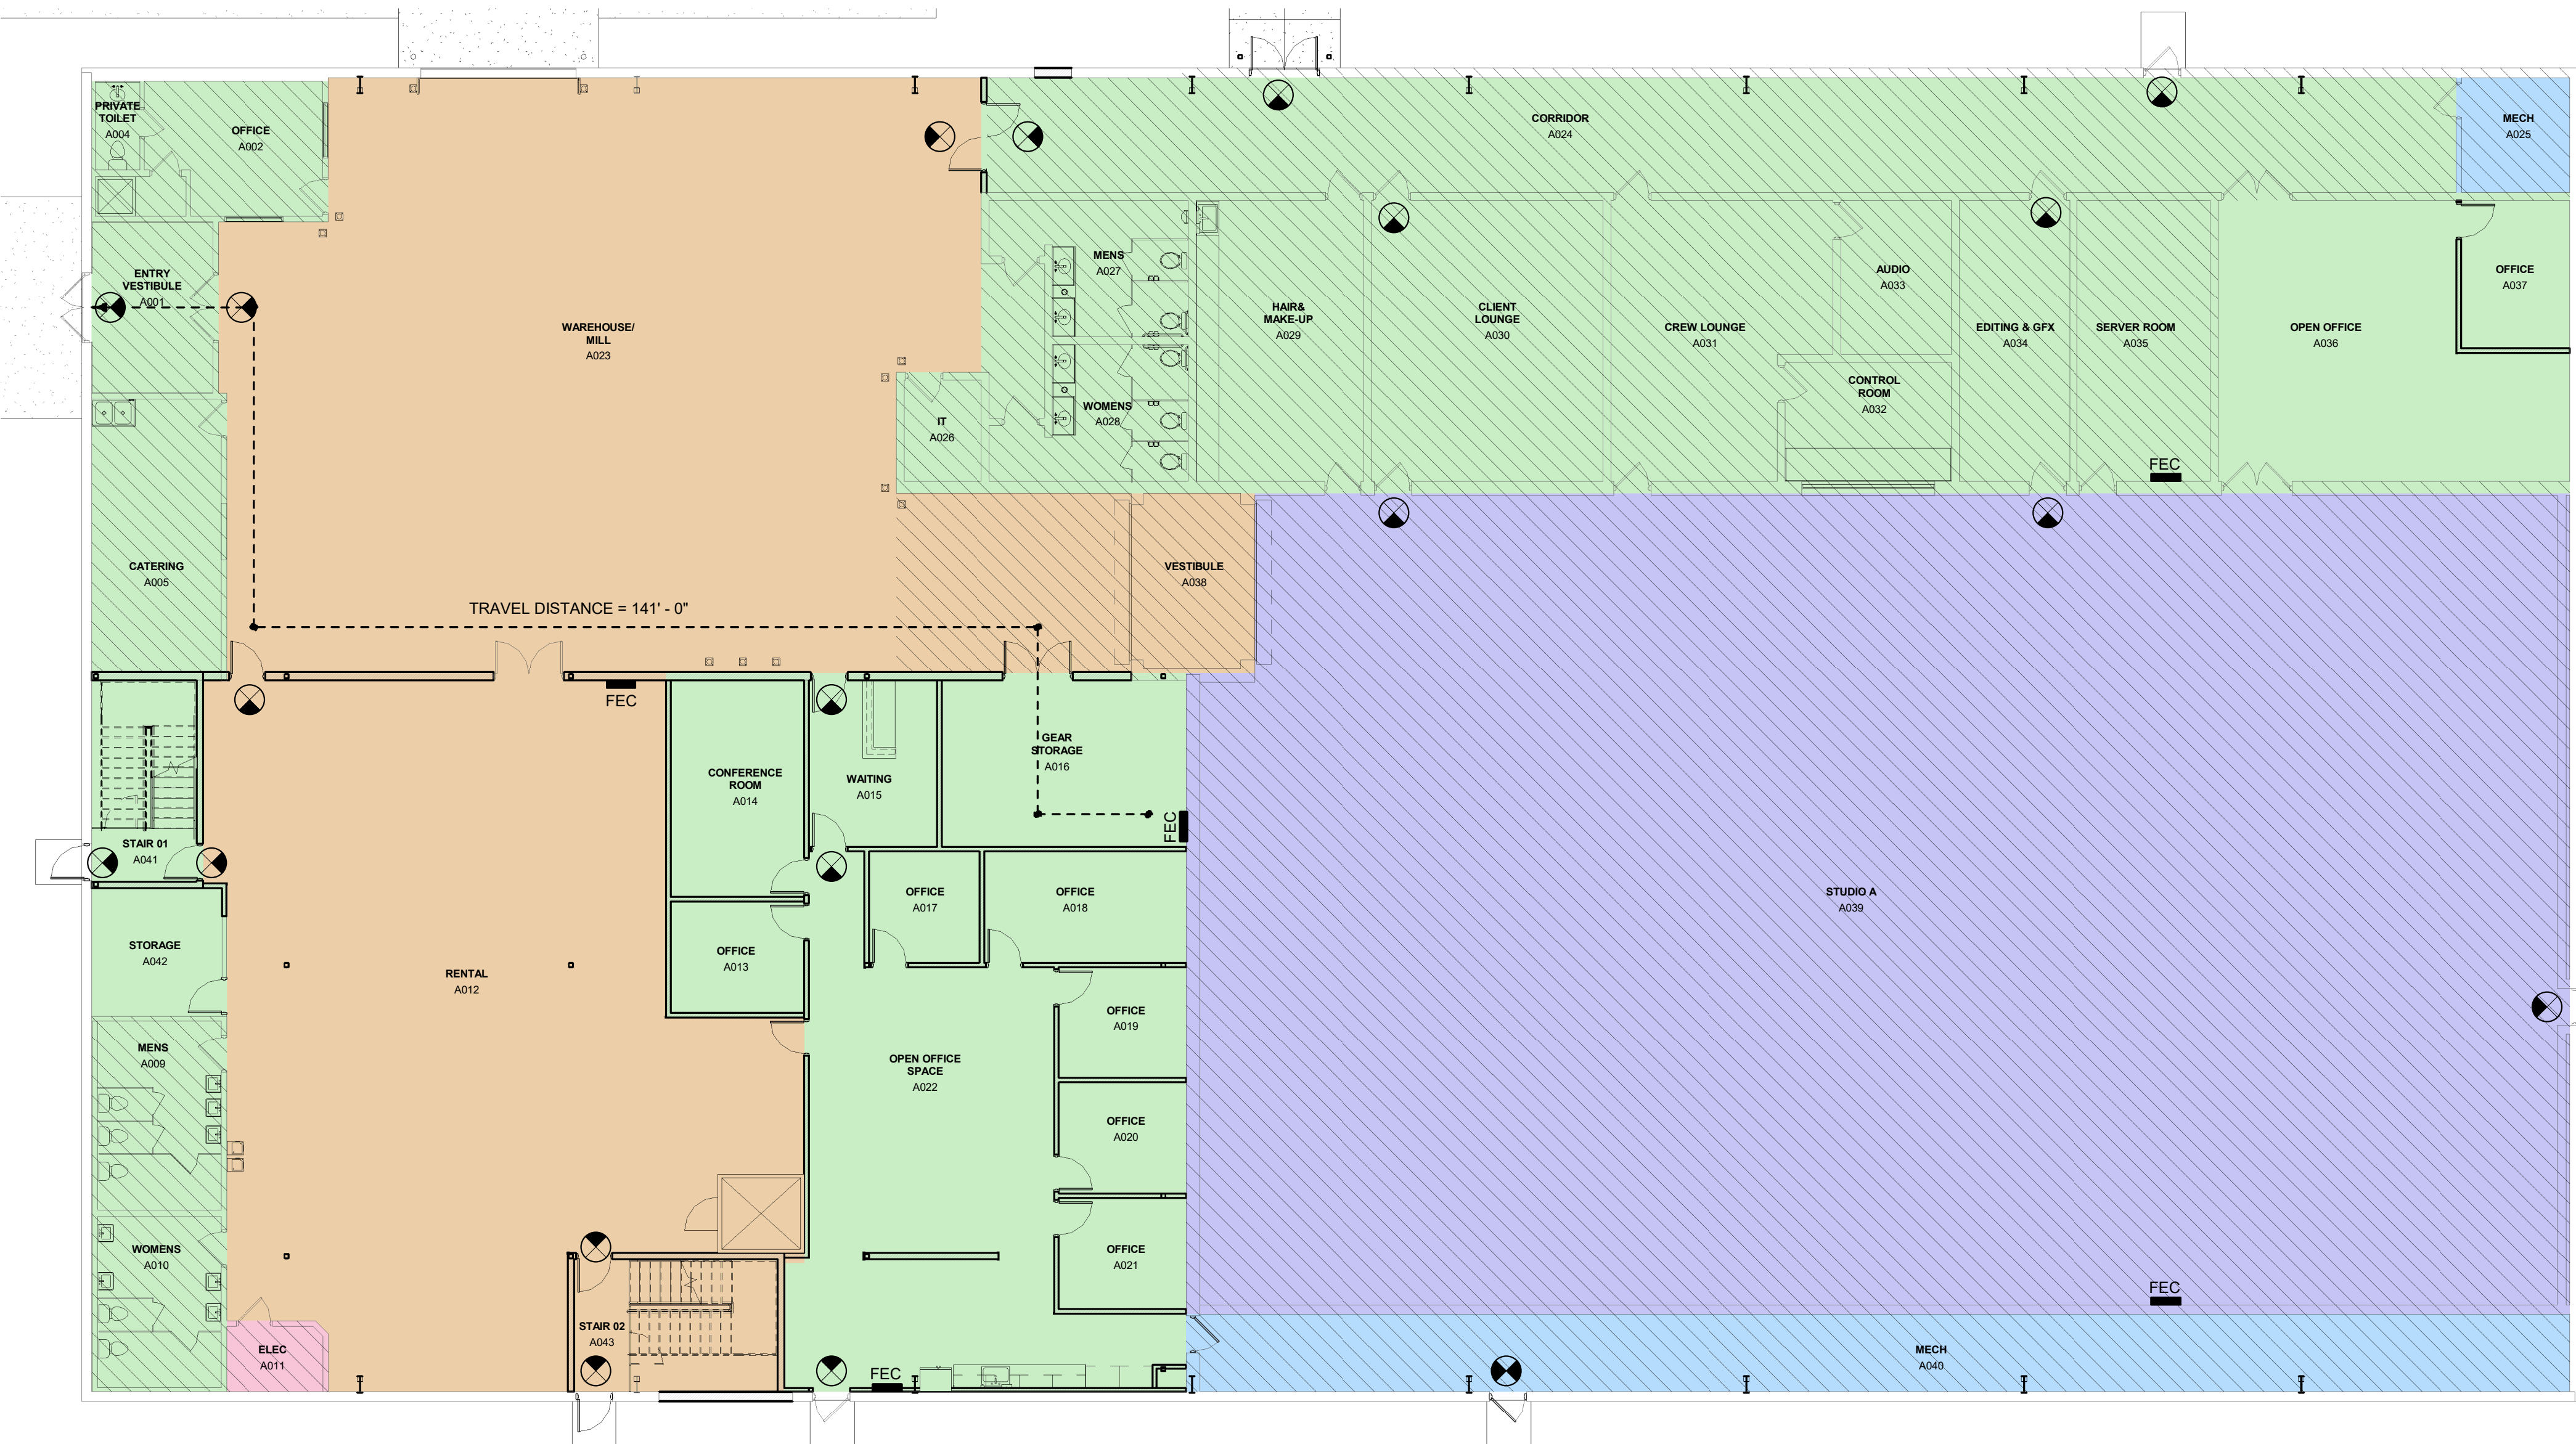 PRIVATE
TOILET
A004
OFFICE
A002
CORRIDOR
A024
MECH
A025
ENTRY
VESTIBULE
A001
WAREHOUSE/
MILL
A023
MENS
A027
WOMENS
A028
IT
A026
HAIR&
MAKE-UP
A029
CLIENT
LOUNGE
A030
CREW LOUNGE
A031
AUDIO
A033
CONTROL
ROOM
A032
EDITING & GFX
A034
SERVER ROOM
A035
OPEN OFFICE
A036
OFFICE
A037
FEC
CATERING
A005
VESTIBULE
A038
TRAVEL DISTANCE = 141' - 0"
FEC
CONFERENCE
ROOM
A014
WAITING
A015
GEAR
STORAGE
A016
FEC
STAIR 01
A041
STORAGE
A042
OFFICE
A013
OFFICE
A017
OFFICE
A018
STUDIO A
A039
RENTAL
A012
MENS
A009
OFFICE
A019
OPEN OFFICE
SPACE
A022
OFFICE
A020
WOMENS
A010
OFFICE
A021
FEC
ELEC
A011
STAIR 02
A043
FEC
MECH
A040